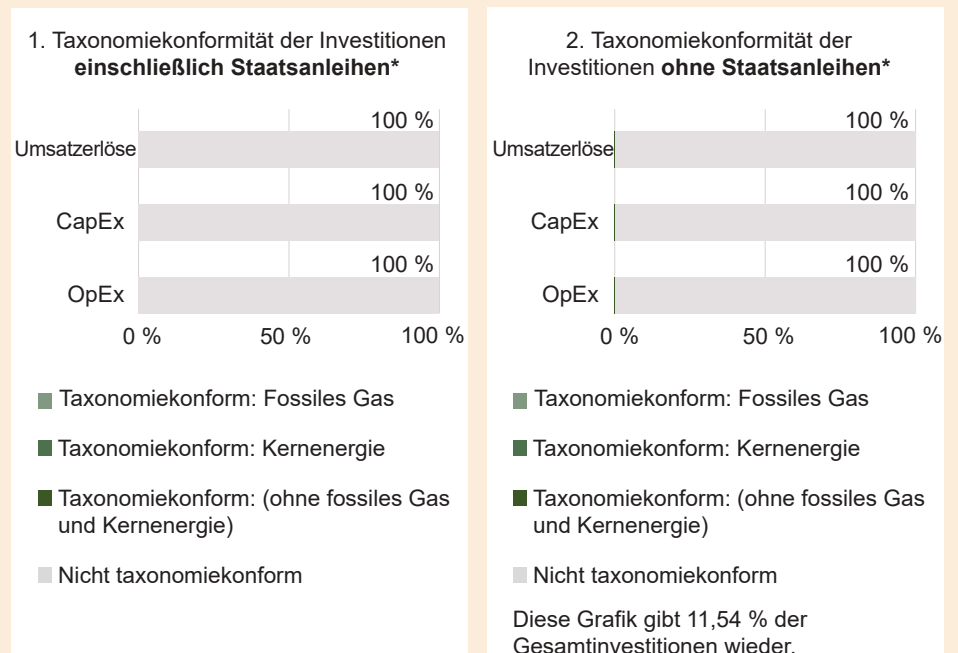 1. Taxonomiekonformität der Investitionen
einschließlich Staatsanleihen*
100 %
Umsatzerlöse
100 %
CapEx
100 %
OpEx
0 %
50 %
100 %
Taxonomiekonform: Fossiles Gas
Taxonomiekonform: Kernenergie
Taxonomiekonform: (ohne fossiles Gas
und Kernenergie)
Nicht taxonomiekonform
2. Taxonomiekonformität der
Investitionen ohne Staatsanleihen*
100 %
Umsatzerlöse
100 %
CapEx
100 %
OpEx
0 %
50 %
100 %
Taxonomiekonform: Fossiles Gas
Taxonomiekonform: Kernenergie
Taxonomiekonform: (ohne fossiles Gas
und Kernenergie)
Nicht taxonomiekonform
Diese Grafik gibt 11,54 % der
Gesamtinvestitionen wieder.